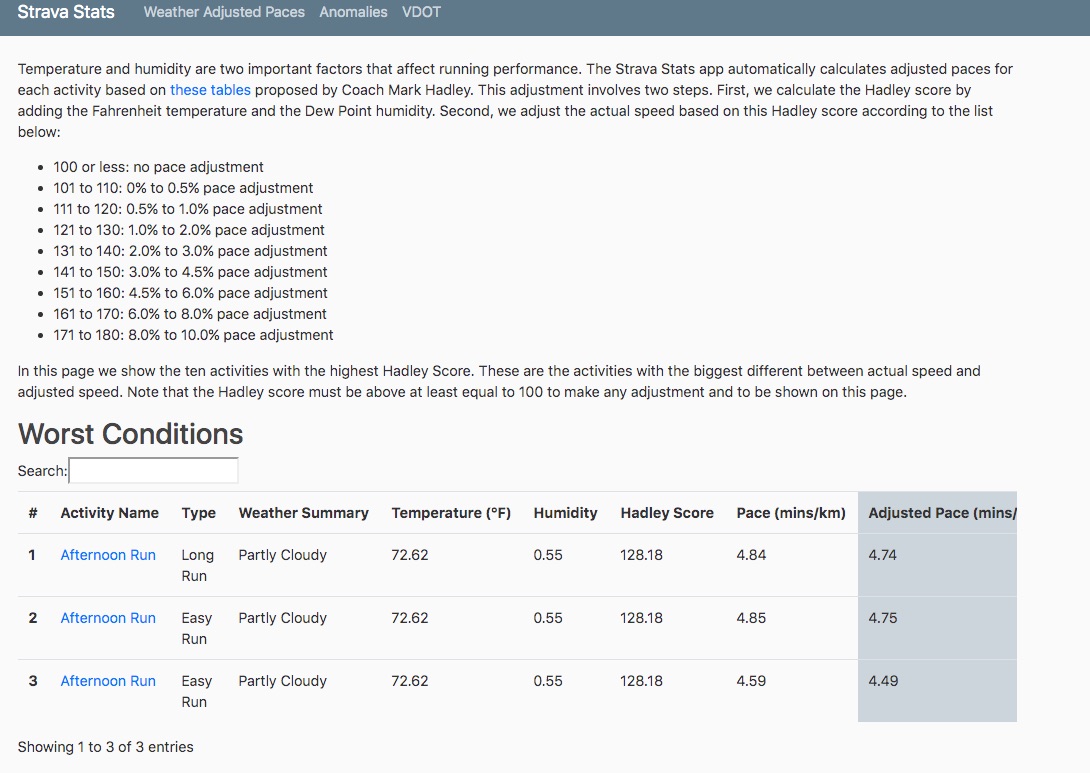 Strava Stats Weather Adjusted Paces Anomalies VDOT
Temperature and humidity are two important factors that affect running performance. The Strava Stats app automatically calculates adjusted paces for
each activity based on these tables proposed by Coach Mark Hadley. This adjustment involves two steps. First, we calculate the Hadley score by
adding the Fahrenheit temperature and the Dew Point humidity. Second, we adjust the actual speed based on this Hadley score according to the list
below:
• 100 or less: no pace adjustment
• 101 to 110: 0% to 0.5% pace adjustment
• 111 to 120: 0.5% to 1.0% pace adjustment
• 121 to 130: 1.0% to 2.0% pace adjustment
• 131 to 140: 2.0% to 3.0% pace adjustment
• 141 to 150: 3.0% to 4.5% pace adjustment
• 151 to 160: 4.5% to 6.0% pace adjustment
• 161 to 170: 6.0% to 8.0% pace adjustment
• 171 to 180: 8.0% to 10.0% pace adjustment
In this page we show the ten activities with the highest Hadley Score. These are the activities with the biggest different between actual speed and
adjusted speed. Note that the Hadley score must be above at least equal to 100 to make any adjustment and to be shown on this page.
Worst Conditions
Search:
# Activity Name Type Weather Summary Temperature (°F) Humidity Hadley Score Pace (mins/km) Adjusted Pace (mins/
1 Afternoon Run Long Partly Cloudy 72.62 0.55 128.18 4.84 4.74
Run
2 Afternoon Run Easy Partly Cloudy 72.62 0.55 128.18 4.85 4.75
Run
3 Afternoon Run Easy Partly Cloudy 72.62 0.55 128.18 4.59 4.49
Run
Showing 1 to 3 of 3 entries